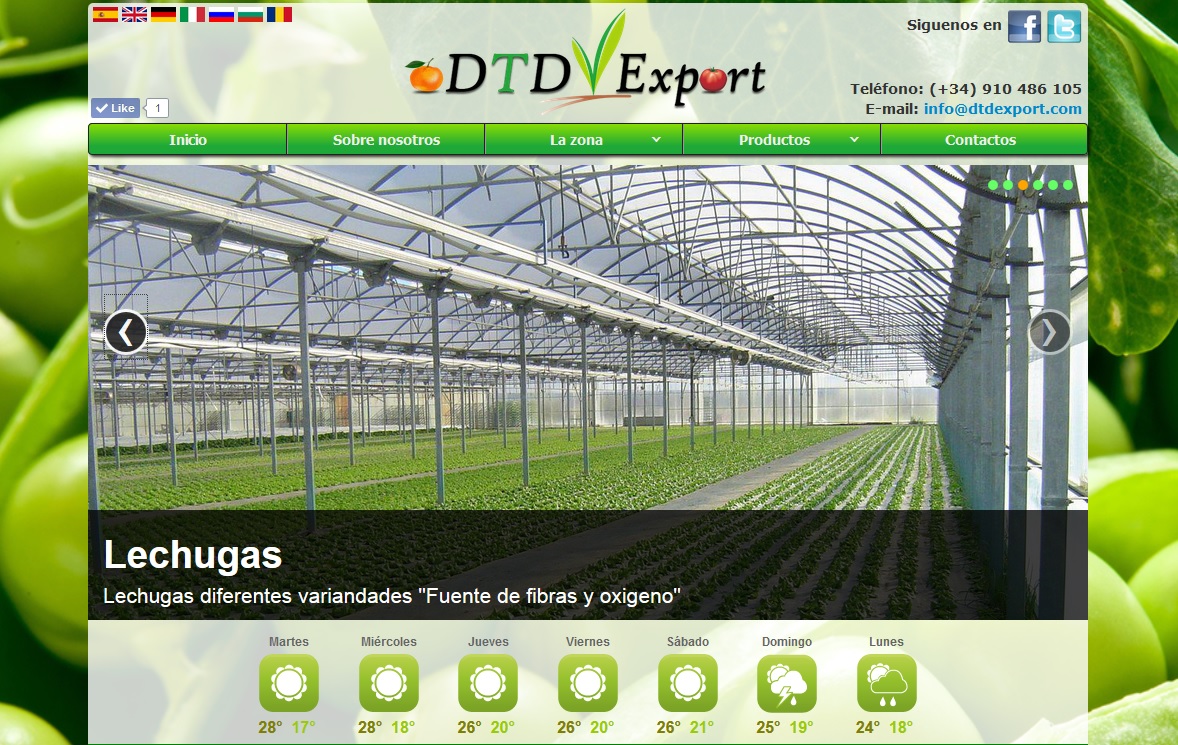 Siguenos en
DTD Export
Teléfono: (+34) 910 486 105
E-mail: info@dtdexport.com
Like 1
Inicio Sobre nosotros La zona Productos Contactos
Lechugas
Lechugas diferentes variandades "Fuente de fibras y oxigeno"
Martes Miércoles Jueves Viernes Sábado Domingo Lunes
28° 17° 28° 18° 26° 20° 26° 20° 26° 21° 25° 19° 24° 18°